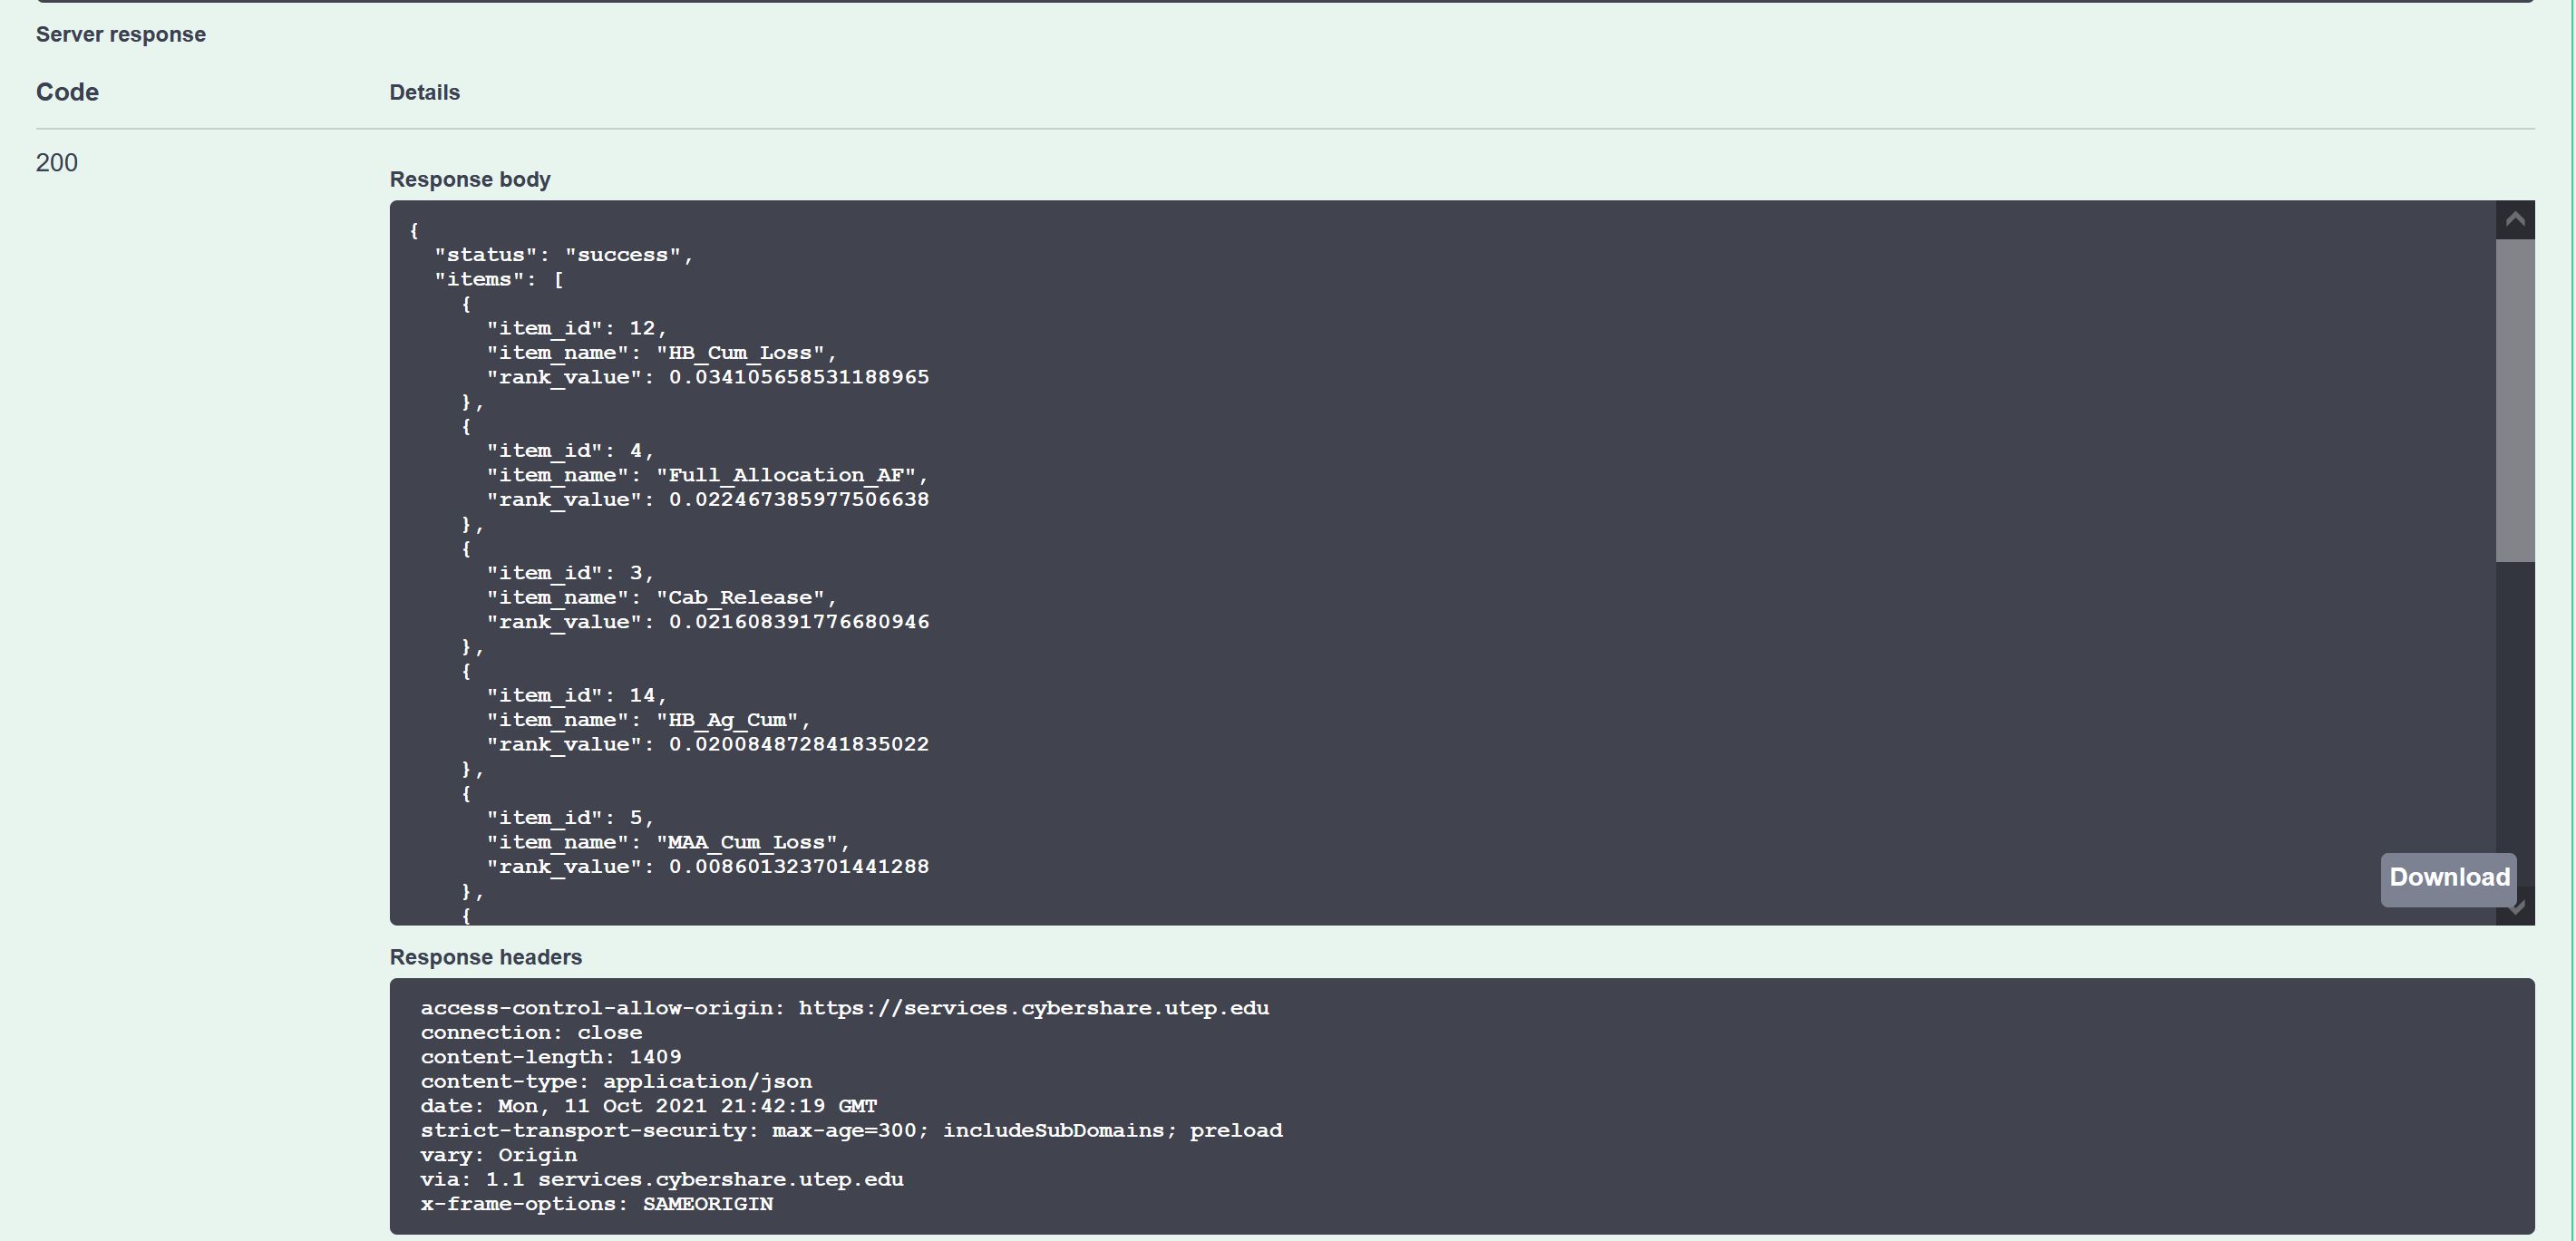 Server response
Code Details
200
Response body
{
  "status": "success",
  "items": [
    {
      "item_id": 12,
      "item_name": "HB_Cum_Loss",
      "rank_value": 0.034105658531188965
    },
    {
      "item_id": 4,
      "item_name": "Full_Allocation_AF",
      "rank_value": 0.022467385977506638
    },
    {
      "item_id": 3,
      "item_name": "Cab_Release",
      "rank_value": 0.021608391776680946
    },
    {
      "item_id": 14,
      "item_name": "HB_Ag_Cum",
      "rank_value": 0.020084872841835022
    },
    {
      "item_id": 5,
      "item_name": "MAA_Cum_Loss",
      "rank_value": 0.008601323701441288
    },
    {
Download
Response headers
access-control-allow-origin: https://services.cybershare.utep.edu
connection: close
content-length: 1409
content-type: application/json
date: Mon, 11 Oct 2021 21:42:19 GMT
strict-transport-security: max-age=300; includeSubDomains; preload
vary: Origin
via: 1.1 services.cybershare.utep.edu
x-frame-options: SAMEORIGIN